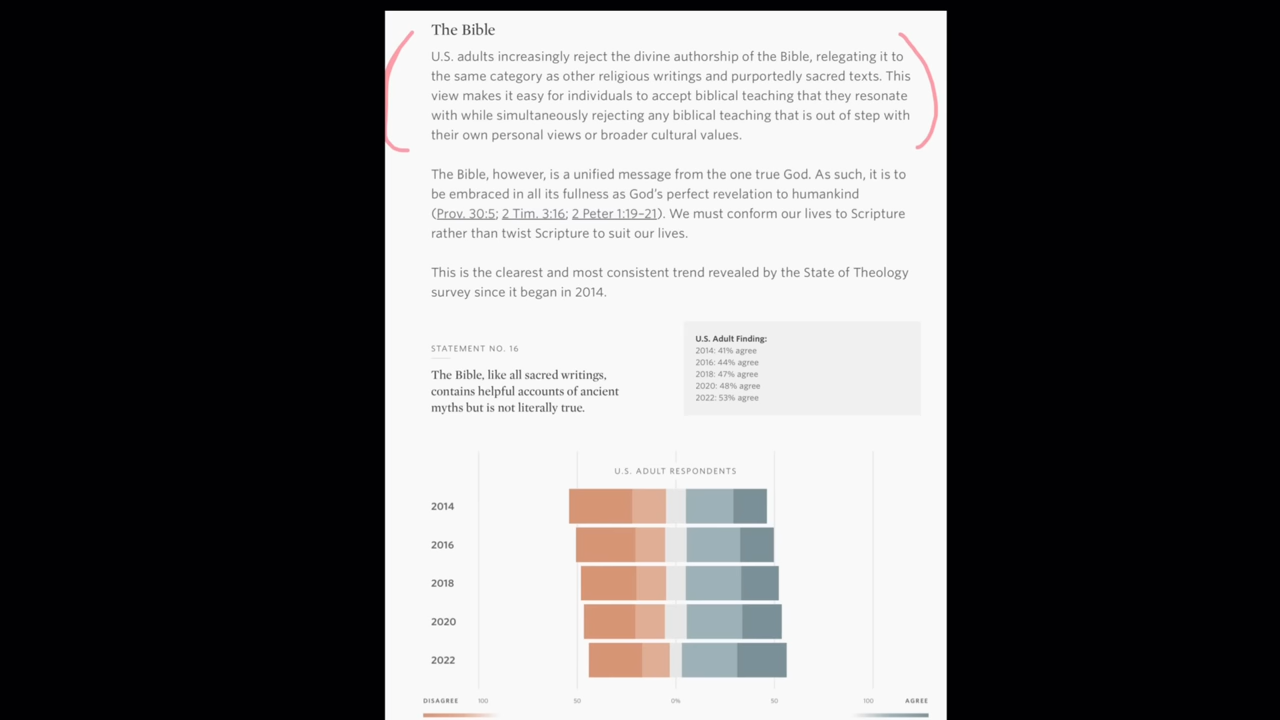 The Bible
U.S. adults increasingly reject the divine authorship of the Bible, relegating it to
the same category as other religious writings and purportedly sacred texts. This
view makes it easy for individuals to accept biblical teaching that they resonate
with while simultaneously rejecting any biblical teaching that is out of step with
their own personal views or broader cultural values.
The Bible, however, is a unified message from the one true God. As such, it is to
be embraced in all its fullness as God's perfect revelation to humankind
(Prov. 30:5; 2 Tim. 3:16; 2 Peter 1:19–21). We must conform our lives to Scripture
rather than twist Scripture to suit our lives.
This is the clearest and most consistent trend revealed by the State of Theology
survey since it began in 2014.
STATEMENT NO. 16
The Bible, like all sacred writings,
contains helpful accounts of ancient
myths but is not literally true.
U.S. Adult Finding:
2014: 41% agree
2016: 44% agree
2018: 47% agree
2020: 48% agree
2022: 53% agree
U.S. ADULT RESPONDENTS
2014
2016
2018
2020
2022
DISAGREE 100 50 0% 50 100 AGREE